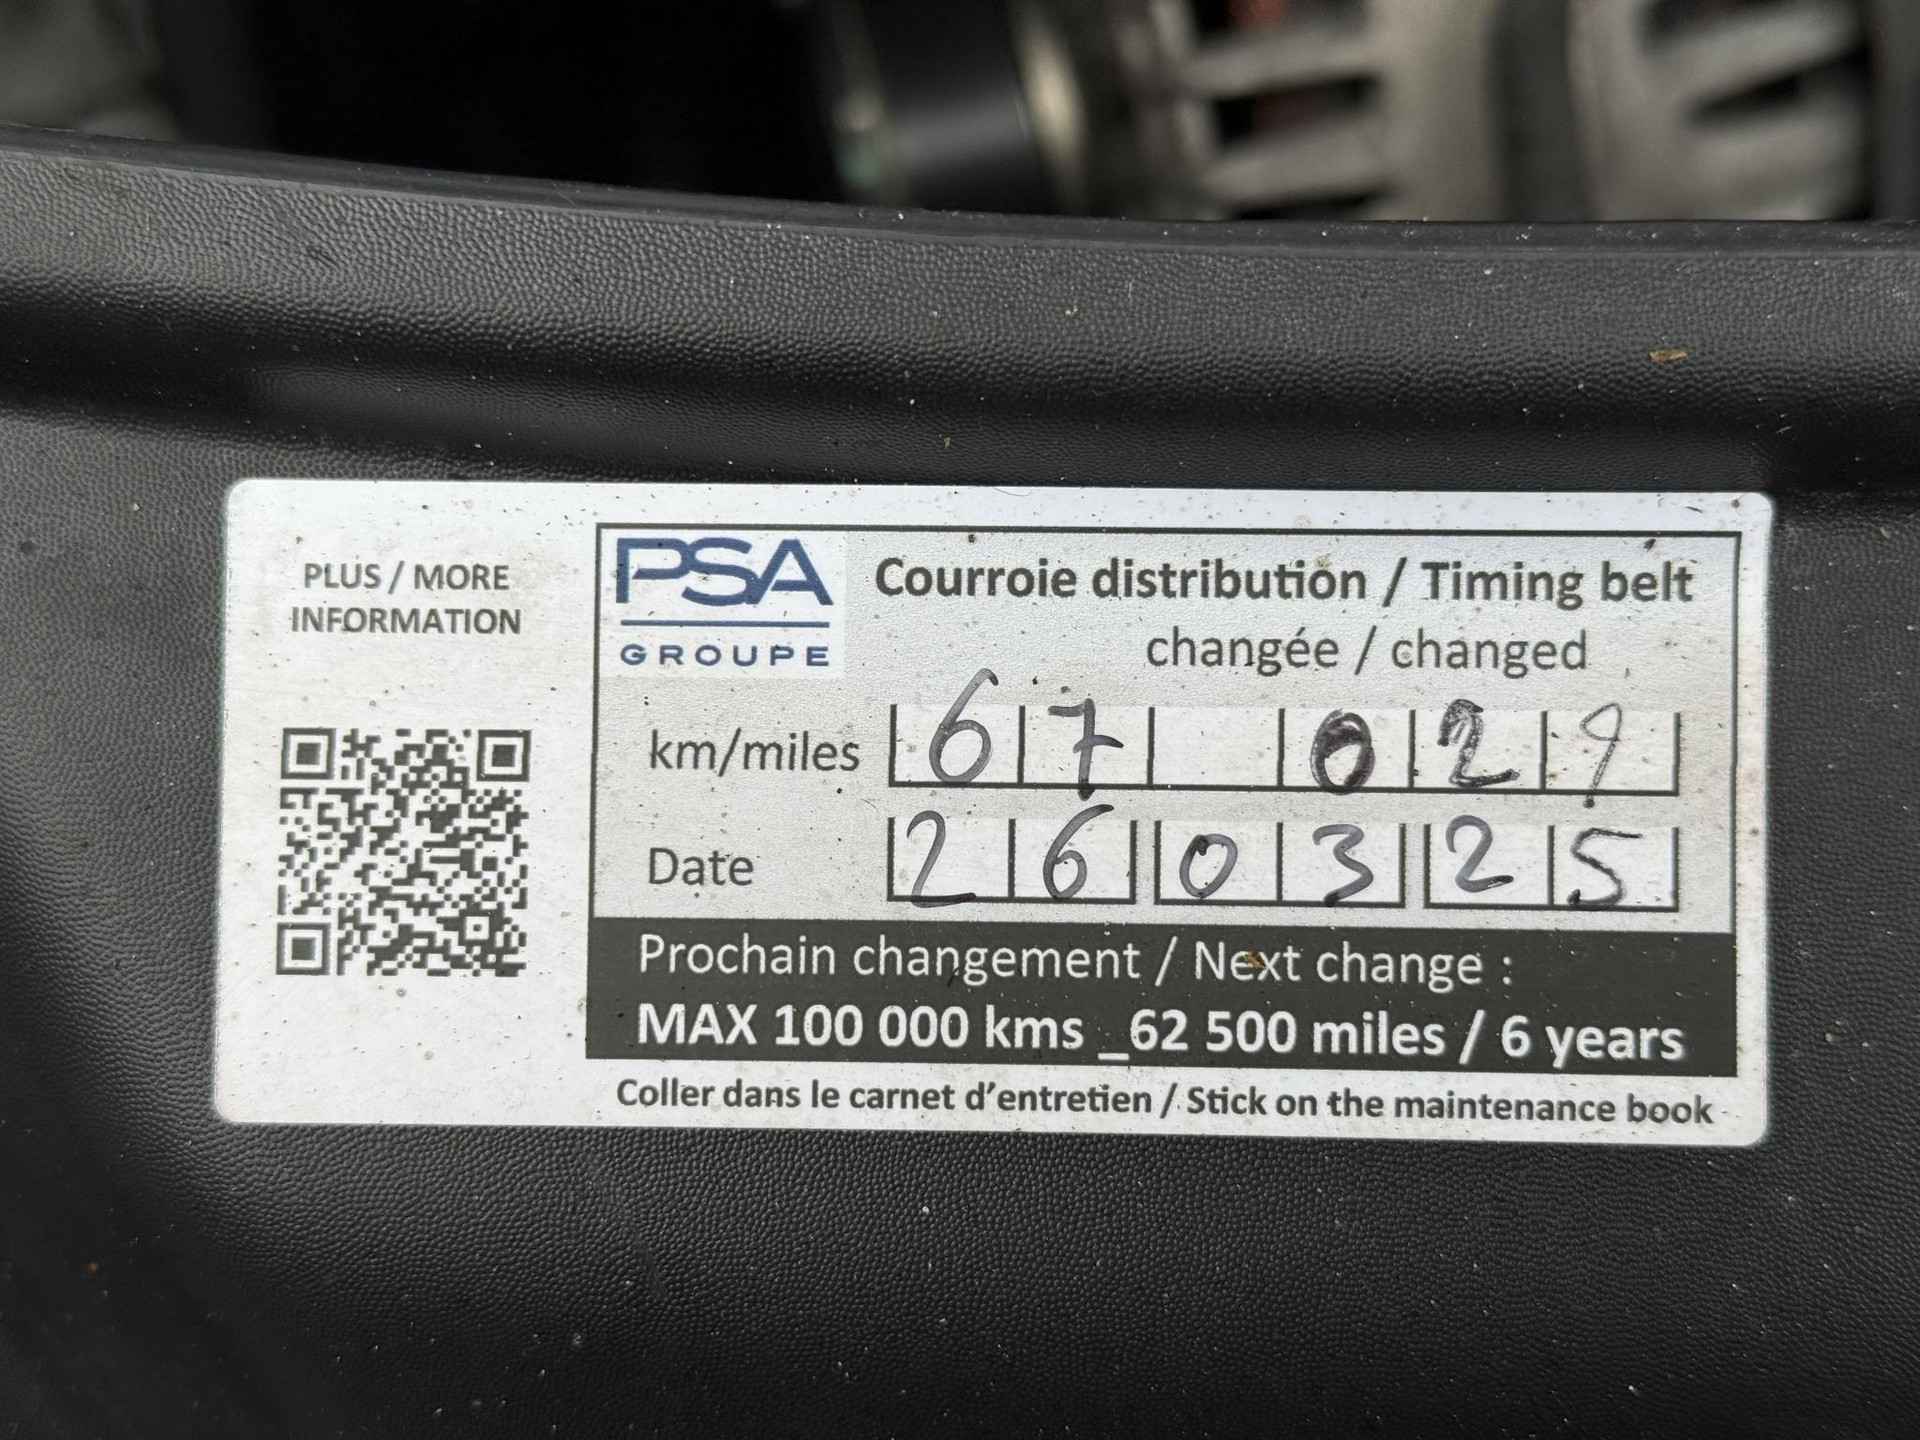 PLUS / MORE
INFORMATION
PSA
GROUPE
Courroie distribution / Timing belt
changée / changed
km/miles 67 029
Date 26 03 25
Prochain changement / Next change :
MAX 100 000 kms _62 500 miles / 6 years
Coller dans le carnet d'entretien / Stick on the maintenance book